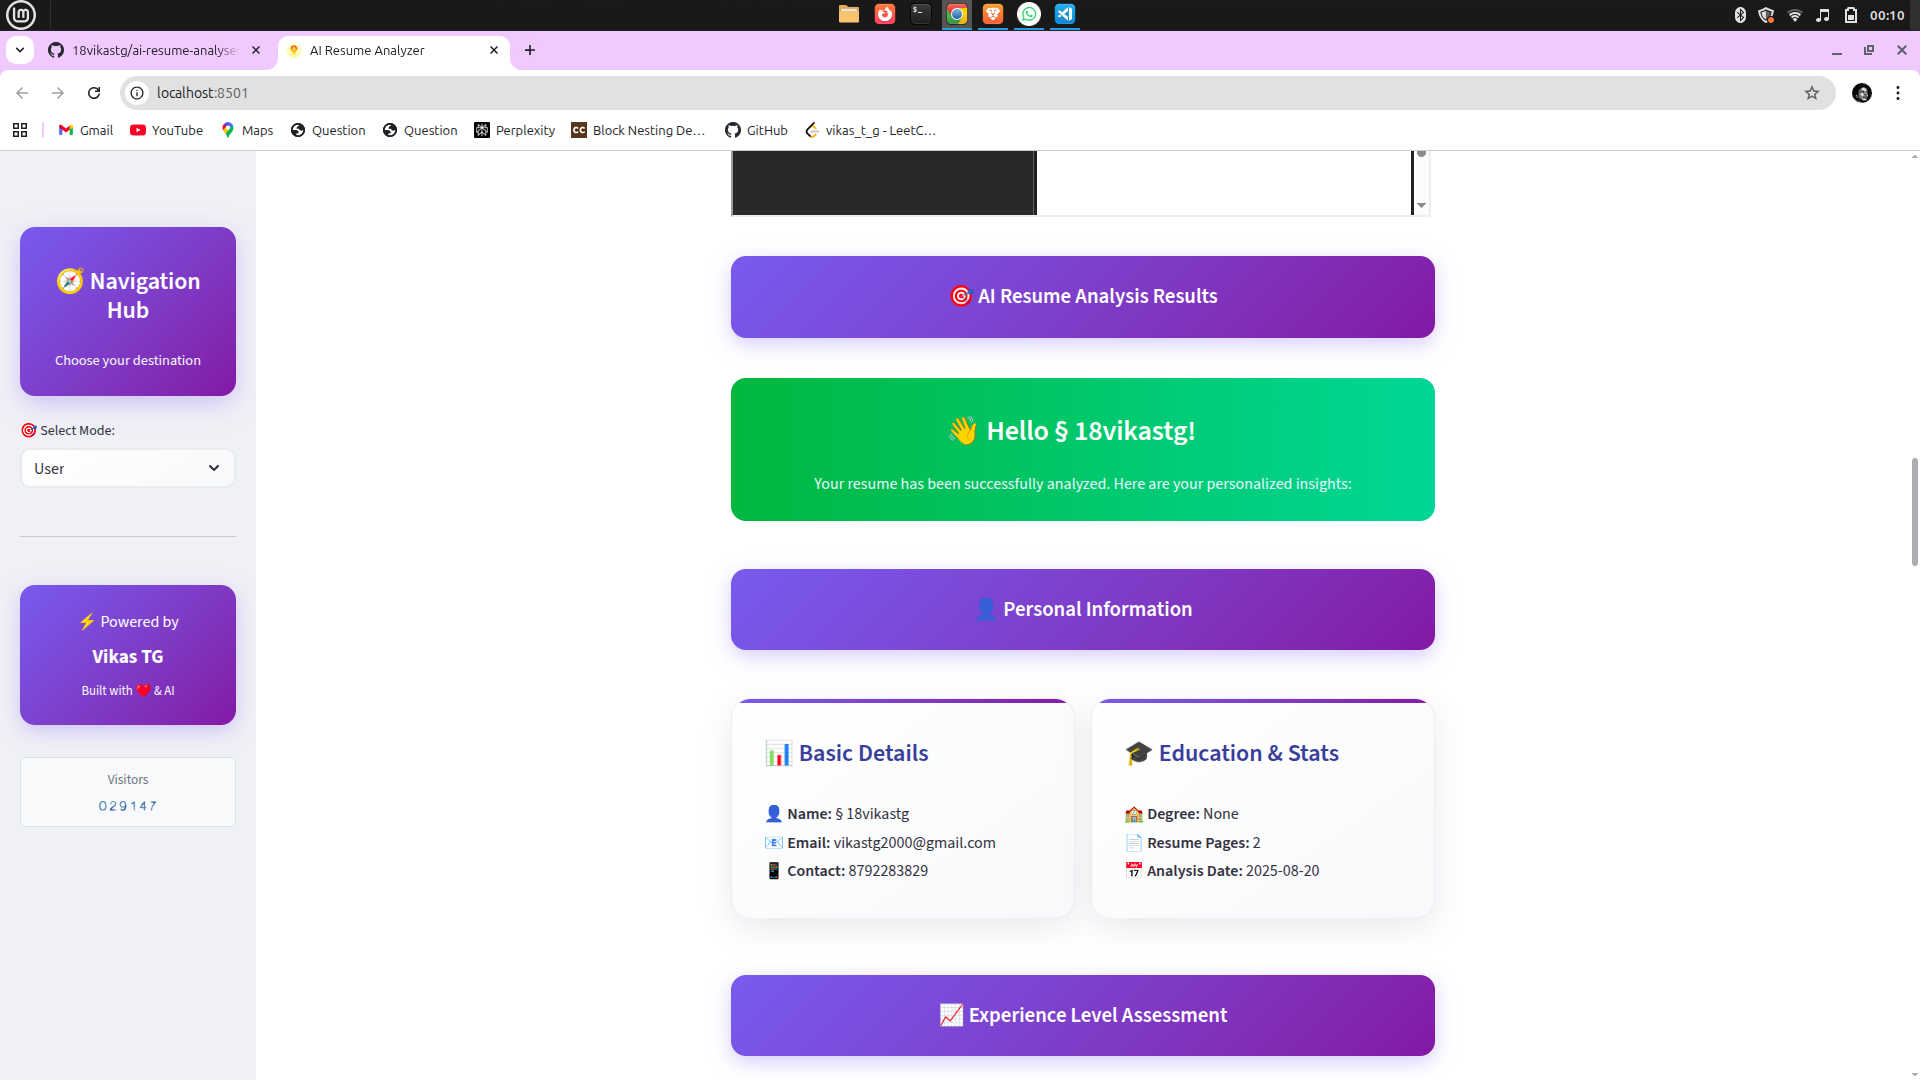 00:10
18vikastg/ai-resume-analyse
AI Resume Analyzer
localhost:8501
Gmail
YouTube
Maps
Question
Question
Perplexity
CC
Block Nesting De...
GitHub
vikas_t_g - LeetC...
Navigation
Hub
Choose your destination
Select Mode:
User
Powered by
Vikas TG
Built with ❤️ & AI
Visitors
029147
AI Resume Analysis Results
Hello § 18vikastg!
Your resume has been successfully analyzed. Here are your personalized insights:
Personal Information
Basic Details
Name: § 18vikastg
Email: vikastg2000@gmail.com
Contact: 8792283829
Education & Stats
Degree: None
Resume Pages: 2
Analysis Date: 2025-08-20
Experience Level Assessment